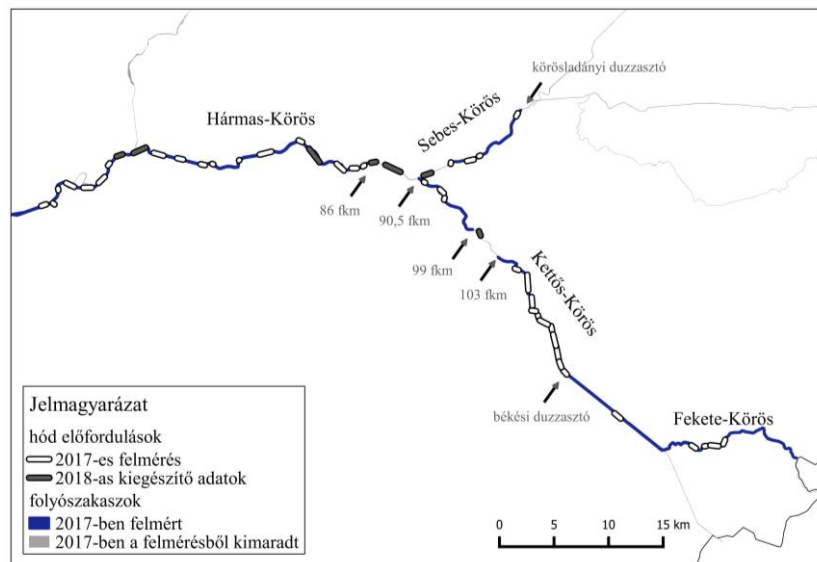 körösladányi duzzasztó
Hármas-Körös
Sebes-Körös
86 fkm
90,5 fkm
99 fkm
103 fkm
Kettős-Körös
békési duzzasztó
Fekete-Körös
Jelmagyarázat
hód előfordulások
2017-es felmérés
2018-as kiegészítő adatok
folyószakaszok
2017-ben felmért
2017-ben a felmérésből kimaradt
0 5 10 15 km